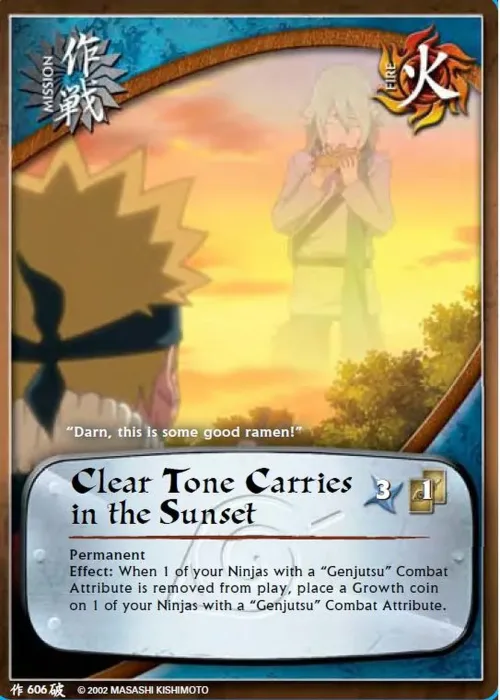 MISSION
作戦
FIRE
火
“Darn, this is some good ramen!”
Clear Tone Carries
in the Sunset
3
1
Permanent
Effect: When 1 of your Ninjas with a “Genjutsu” Combat
Attribute is removed from play, place a Growth coin
on 1 of your Ninjas with a “Genjutsu” Combat Attribute.
作 606 破 © 2002 MASASHI KISHIMOTO